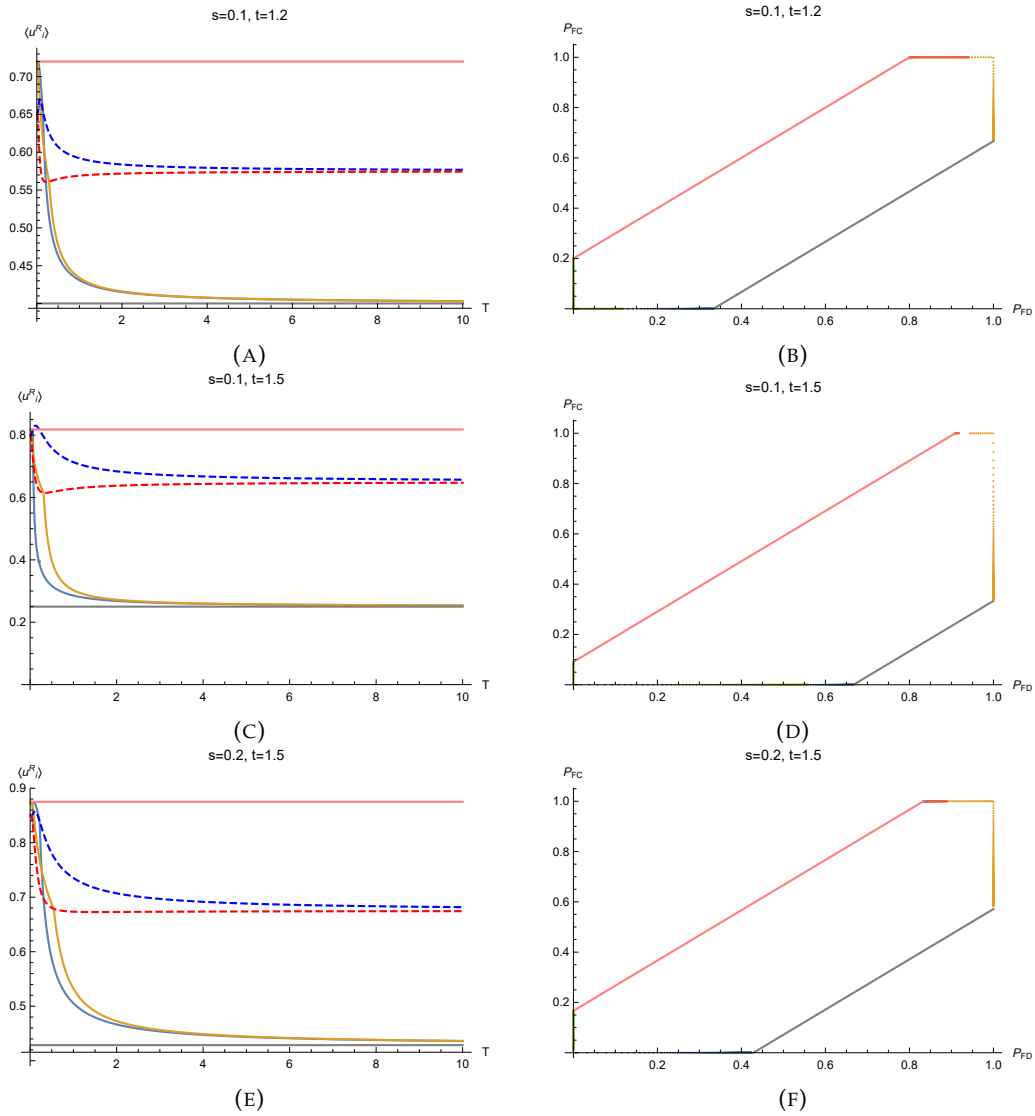 s=0.1, t=1.2
⟨u^R_i⟩
0.70
0.65
0.60
0.55
0.50
0.45
2 4 6 8 10
T
(A)
s=0.1, t=1.2
P_FC
1.0
0.8
0.6
0.4
0.2
0.2 0.4 0.6 0.8 1.0
P_FD
(B)
s=0.1, t=1.5
⟨u^R_i⟩
0.8
0.6
0.4
0.2
2 4 6 8 10
T
(C)
s=0.1, t=1.5
P_FC
1.0
0.8
0.6
0.4
0.2
0.2 0.4 0.6 0.8 1.0
P_FD
(D)
s=0.2, t=1.5
⟨u^R_i⟩
0.9
0.8
0.7
0.6
0.5
2 4 6 8 10
T
(E)
s=0.2, t=1.5
P_FC
1.0
0.8
0.6
0.4
0.2
0.2 0.4 0.6 0.8 1.0
P_FD
(F)